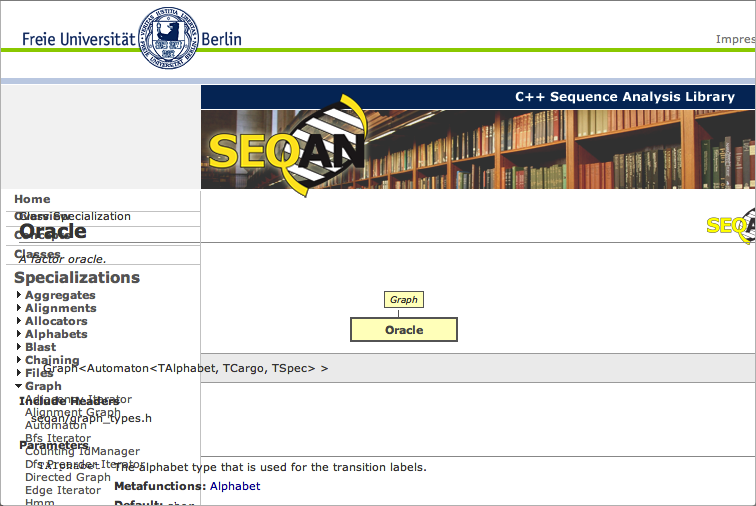 Freie Universität Berlin
Impres
C++ Sequence Analysis Library
SEQAN
Home
Overview
Class Specialization
Oracle
SEQAN
Concepts
Classes
A factor oracle.
Specializations
Aggregates
Graph
Alignments
Allocators
Oracle
Alphabets
Blast
Chaining
Graph<Automaton<TAlphabet, TCargo, TSpec> >
Files
Graph
Adjacency Iterator
Include Headers
Alignment Graph
seqan/graph_types.h
Automaton
Bfs Iterator
Parameters
Counting IdManager
Dfs Preorder Iterator
TAlphabet The alphabet type that is used for the transition labels.
Directed Graph
Metafunctions: Alphabet
Edge Iterator
Hmm
Default: char